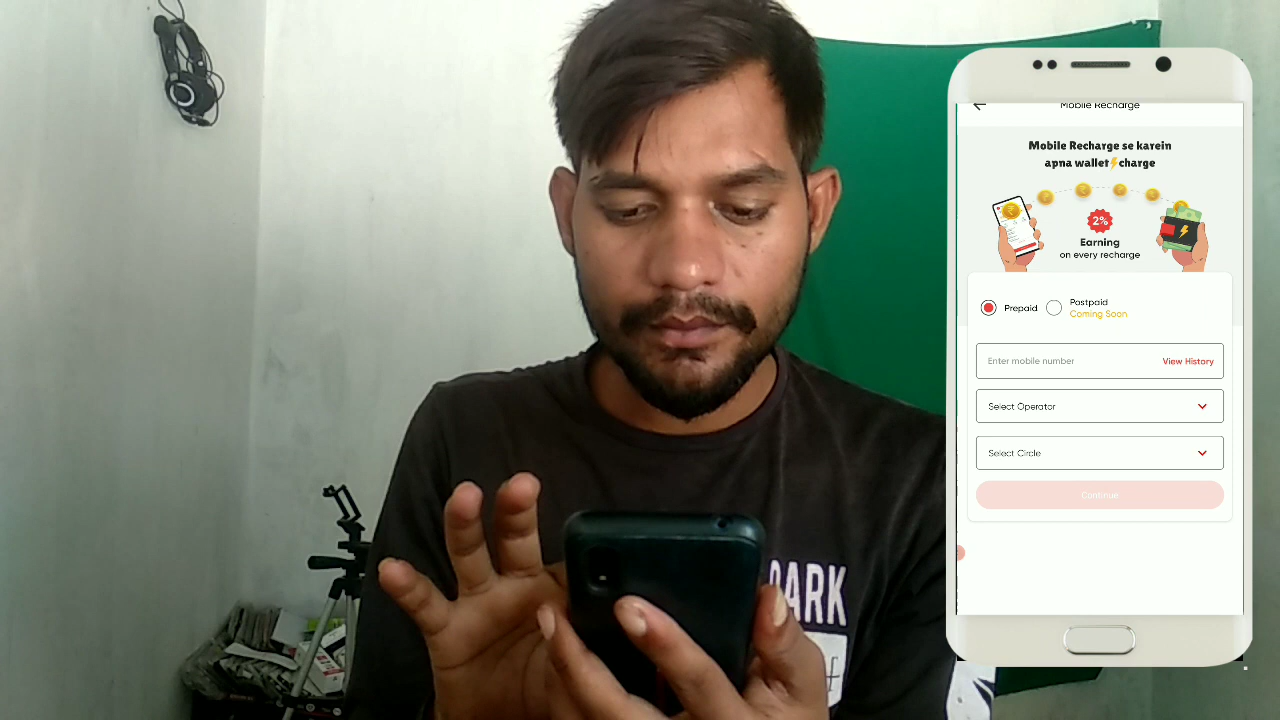 Mobile Recharge
Mobile Recharge se karein
apna wallet⚡charge
2%
Earning
on every recharge
Prepaid
Postpaid
Coming Soon
Enter mobile number
View History
Select Operator
Select Circle
Continue